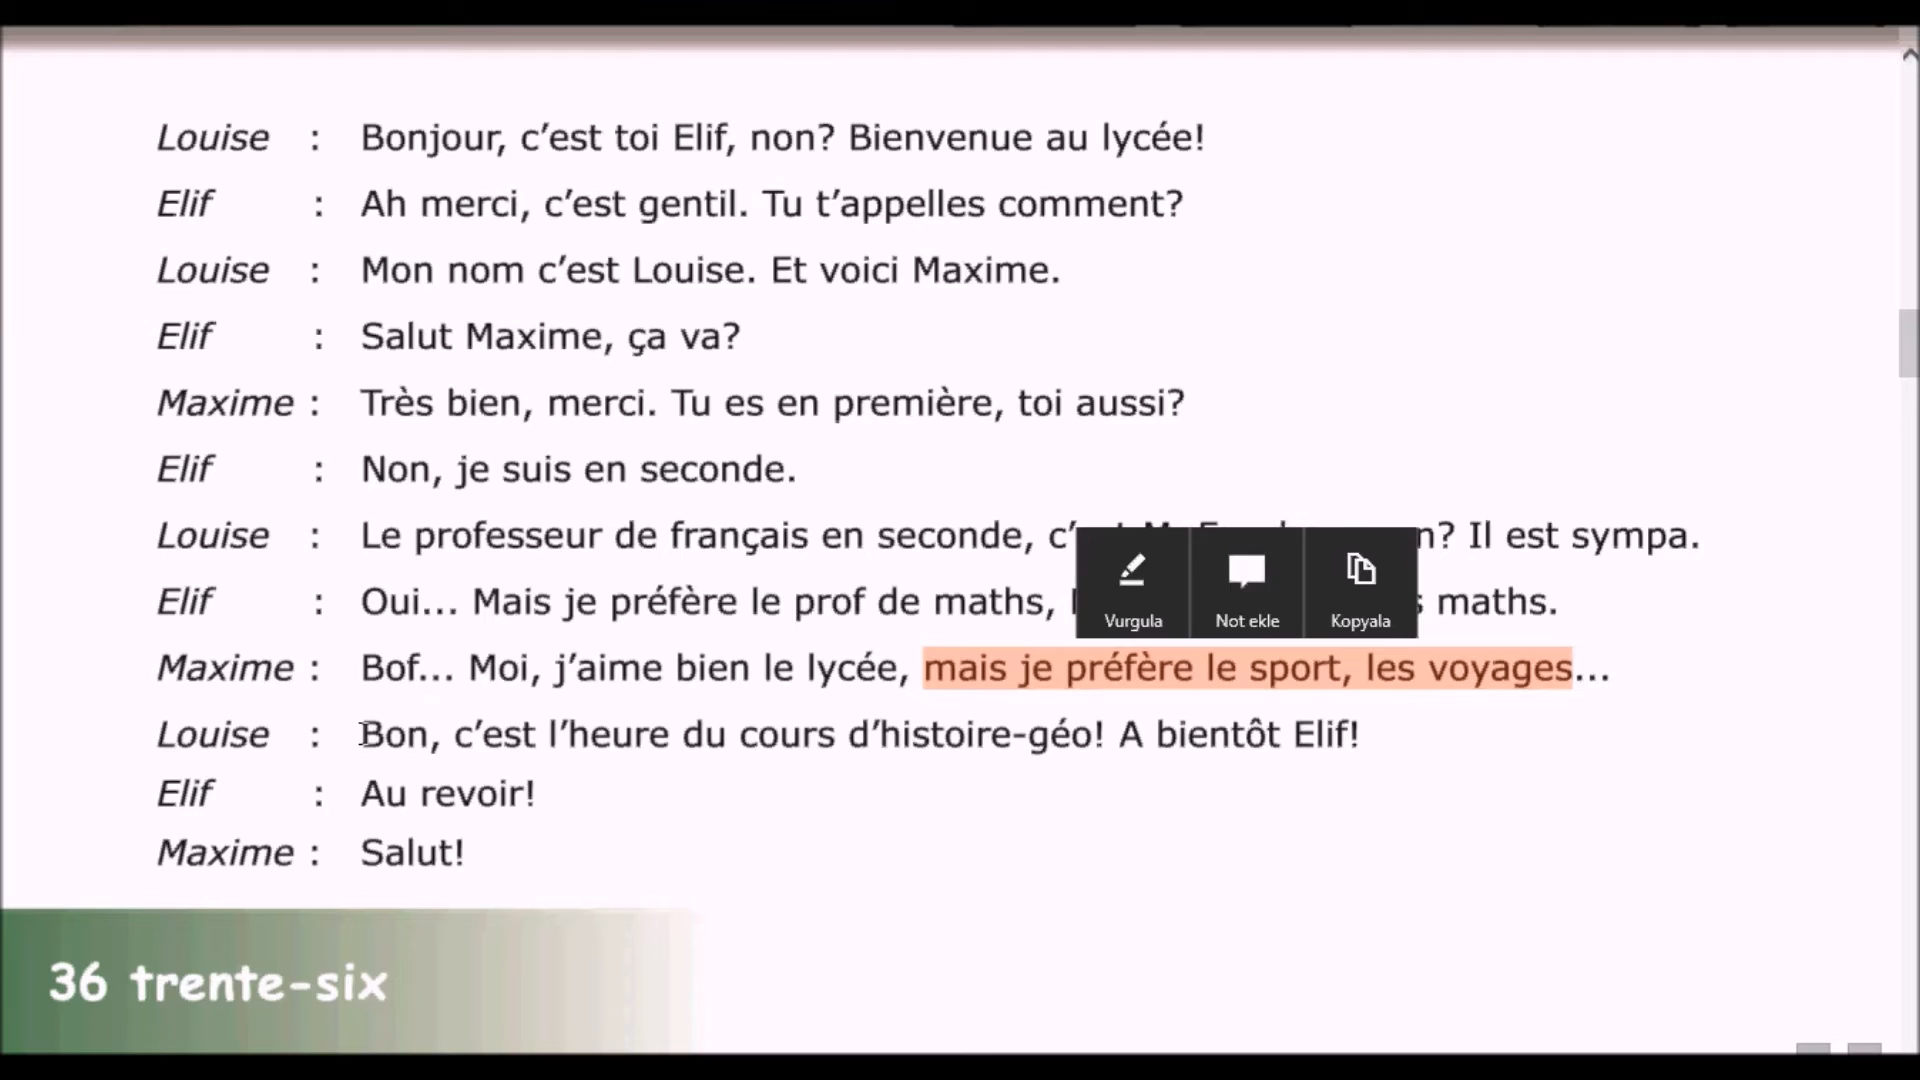 Louise : Bonjour, c’est toi Elif, non? Bienvenue au lycée!
Elif : Ah merci, c’est gentil. Tu t’appelles comment?
Louise : Mon nom c’est Louise. Et voici Maxime.
Elif : Salut Maxime, ça va?
Maxime : Très bien, merci. Tu es en première, toi aussi?
Elif : Non, je suis en seconde.
Louise : Le professeur de français en seconde, Il est sympa.
Elif : Oui... Mais je préfère le prof de maths, maths.
Vurgula Not ekle Kopyala
Maxime : Bof... Moi, j’aime bien le lycée, mais je préfère le sport, les voyages...
Louise : Bon, c’est l’heure du cours d’histoire-géo! A bientôt Elif!
Elif : Au revoir!
Maxime : Salut!
36 trente-six